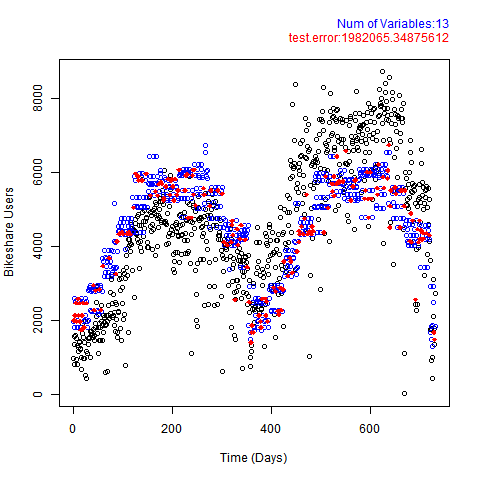 Num of Variables:13
test.error:1982065.34875612
8000
6000
4000
2000
0
Bikeshare Users
0 200 400 600
Time (Days)